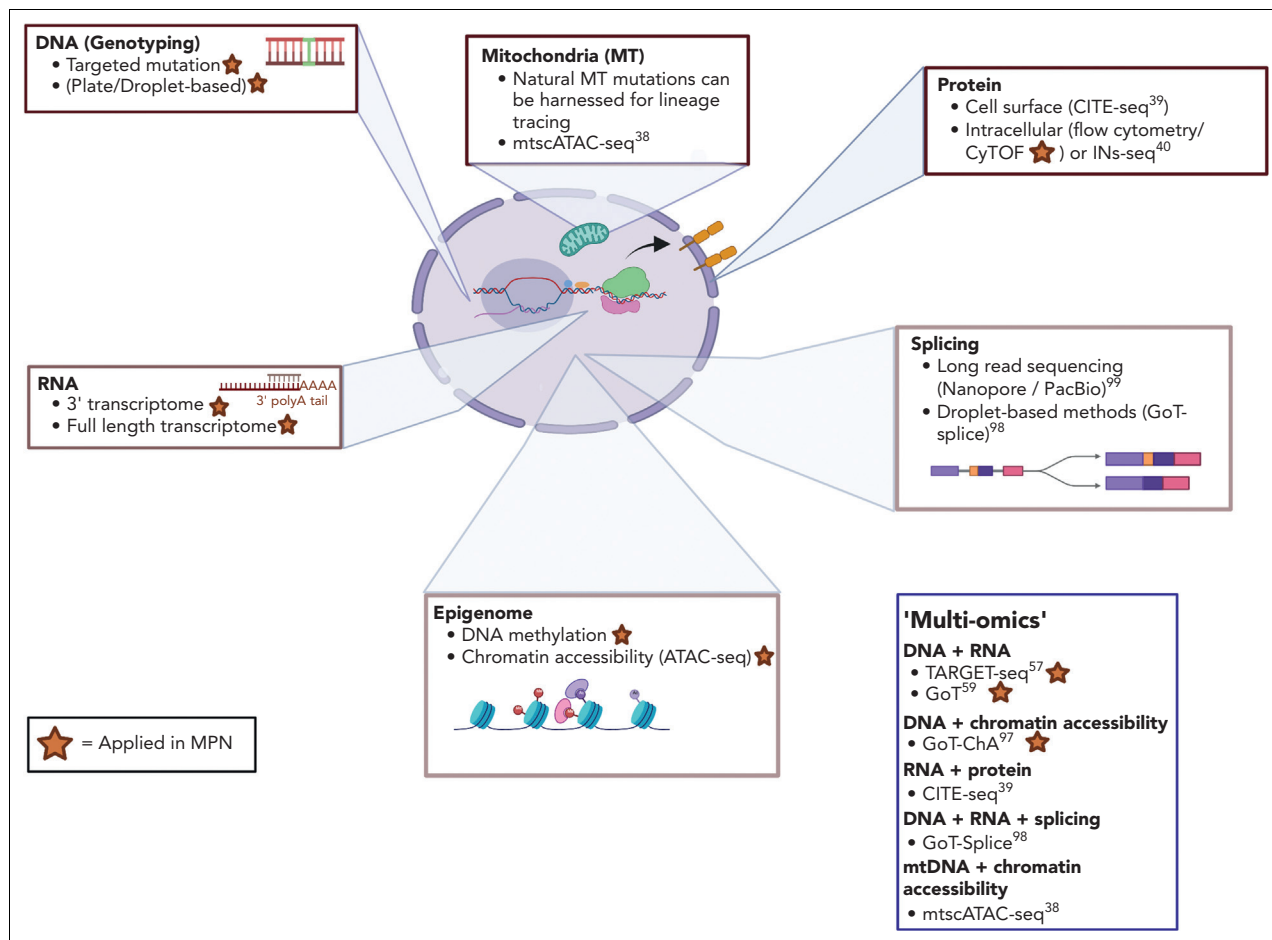 DNA (Genotyping)
• Targeted mutation
• (Plate/Droplet-based)
Mitochondria (MT)
• Natural MT mutations can
be harnessed for lineage
tracing
• mtscATAC-seq38
Protein
• Cell surface (CITE-seq39)
• Intracellular (flow cytometry/
CyTOF ) or INs-seq40
RNA
• 3' transcriptome
• Full length transcriptome
AAAA
3' polyA tail
Splicing
• Long read sequencing
(Nanopore / PacBio)99
• Droplet-based methods (GoT-
splice)98
Epigenome
• DNA methylation
• Chromatin accessibility (ATAC-seq)
= Applied in MPN
'Multi-omics'
DNA + RNA
• TARGET-seq57
• GoT59
DNA + chromatin accessibility
• GoT-ChA97
RNA + protein
• CITE-seq39
DNA + RNA + splicing
• GoT-Splice98
mtDNA + chromatin
accessibility
• mtscATAC-seq38